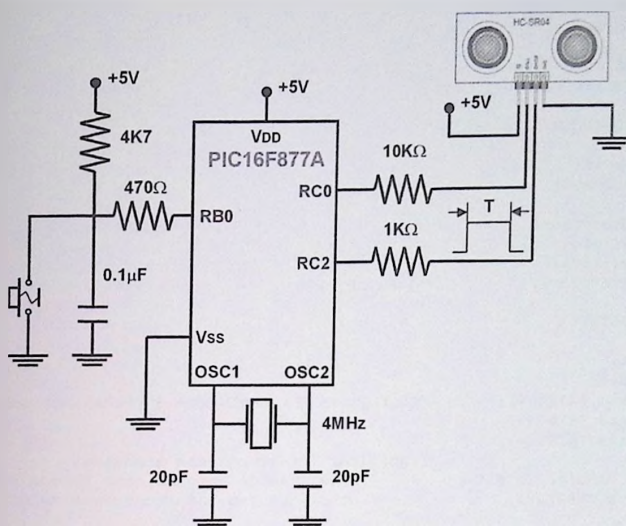 HC-SR04
+5V
+5V
+5V
4K7
VDD
PIC16F877A
10KΩ
470Ω
RC0
RB0
T
1KΩ
RC2
0.1µF
VSS
OSC1
OSC2
4MHz
20pF
20pF